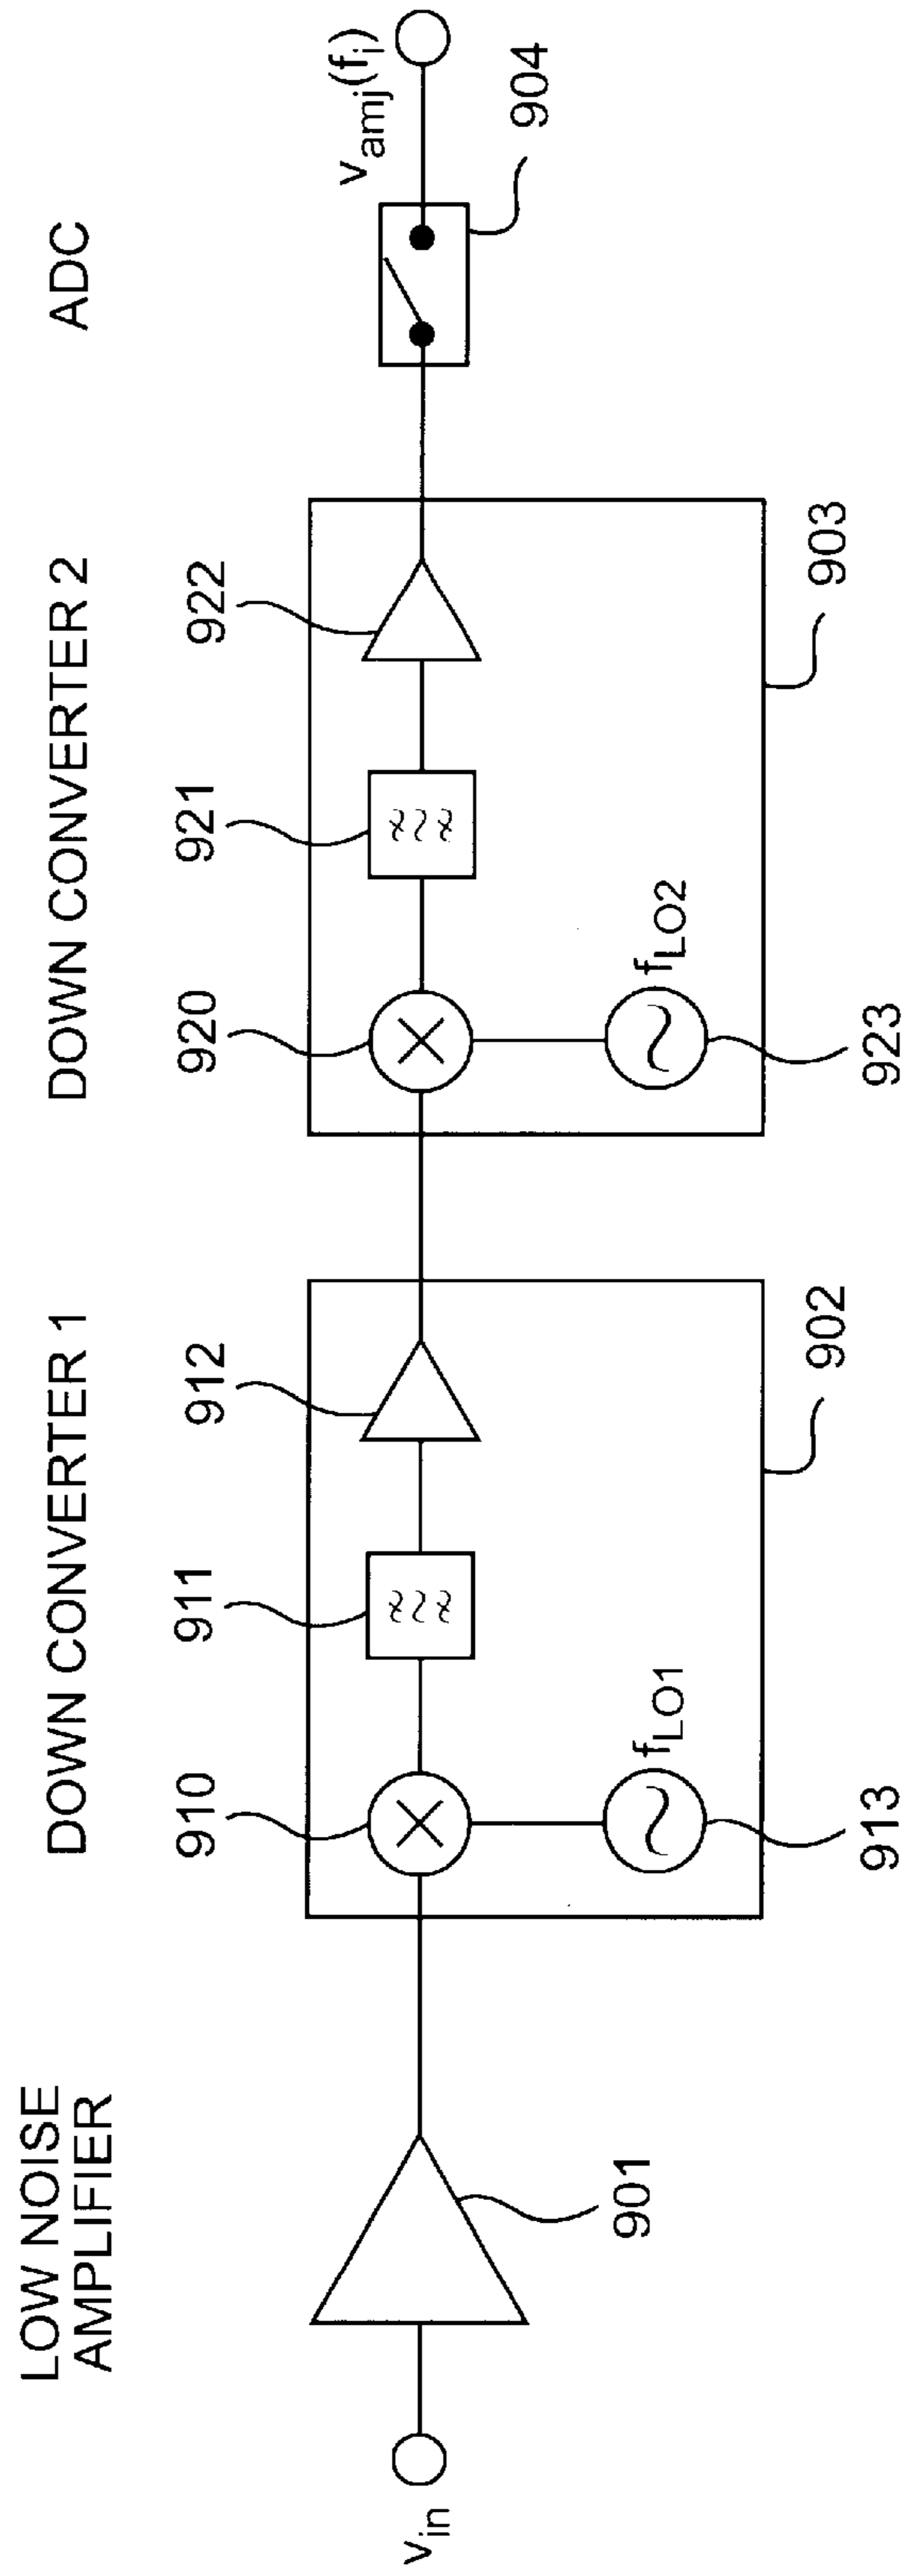 LOW NOISE
AMPLIFIER
DOWN CONVERTER 1
DOWN CONVERTER 2
ADC
910
911
912
920
921
922
v_in
v_amj(f_i)
f_LO1
f_LO2
901
913
902
923
903
904